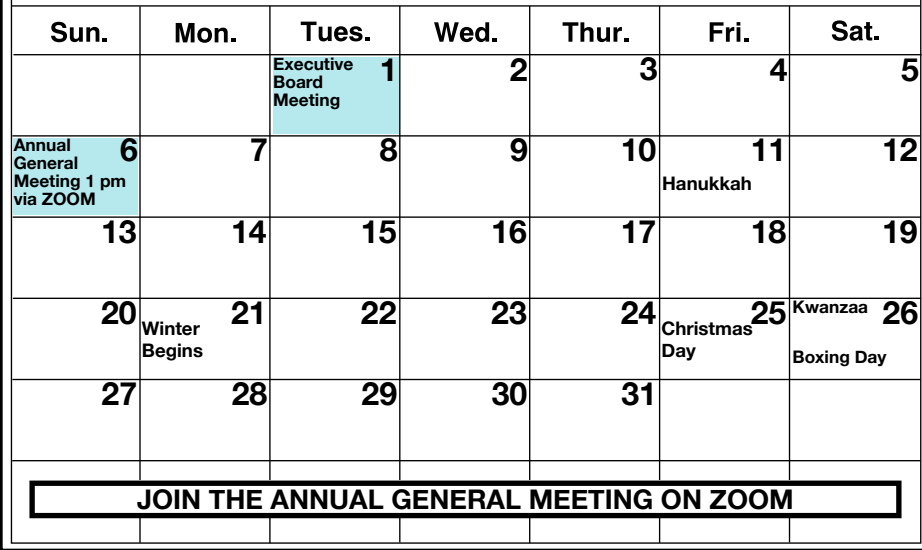 Sun. Mon. Tues. Wed. Thur. Fri. Sat.
Executive 1 2 3 4 5
Board
Meeting
Annual 6 7 8 9 10 11 12
General
Meeting 1 pm Hanukkah
via ZOOM
13 14 15 16 17 18 19
20 21 22 23 24 25 Kwanzaa 26
Winter Christmas
Begins Day Boxing Day
27 28 29 30 31
JOIN THE ANNUAL GENERAL MEETING ON ZOOM